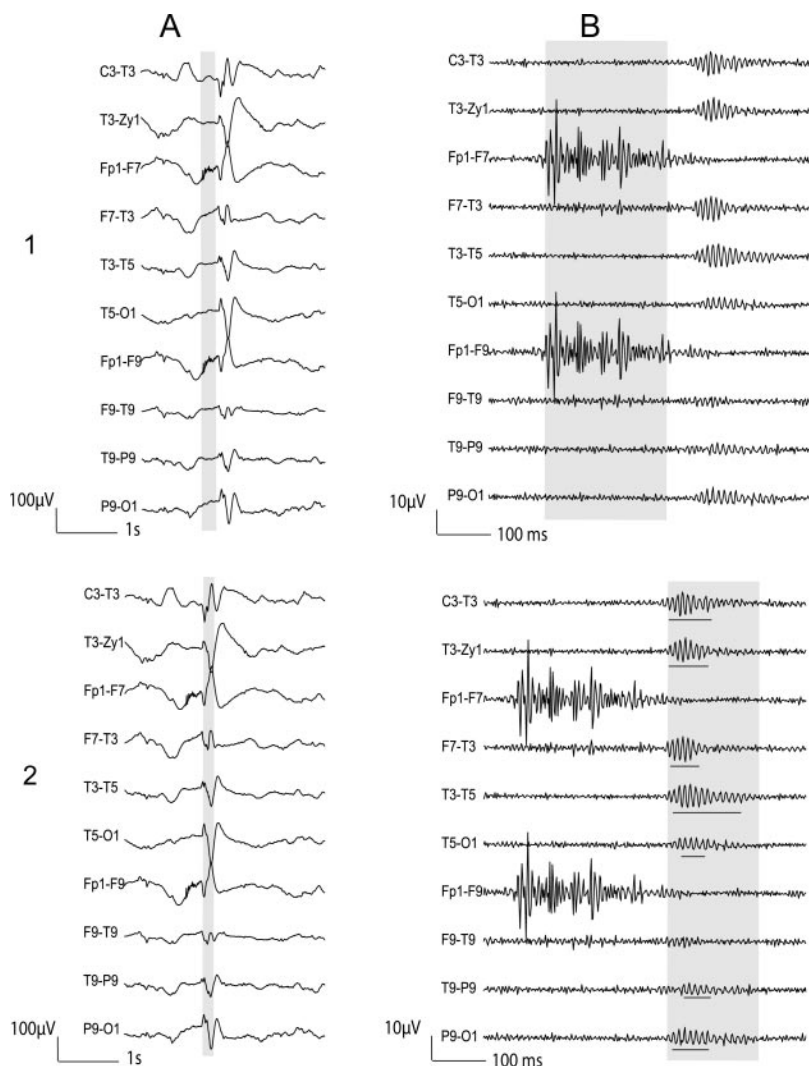 A
B
1
C3-T3
T3-Zy1
Fp1-F7
F7-T3
T3-T5
T5-O1
Fp1-F9
F9-T9
T9-P9
P9-O1
100µV
1s
C3-T3
T3-Zy1
Fp1-F7
F7-T3
T3-T5
T5-O1
Fp1-F9
F9-T9
T9-P9
P9-O1
10µV
100 ms
2
C3-T3
T3-Zy1
Fp1-F7
F7-T3
T3-T5
T5-O1
Fp1-F9
F9-T9
T9-P9
P9-O1
100µV
1s
C3-T3
T3-Zy1
Fp1-F7
F7-T3
T3-T5
T5-O1
Fp1-F9
F9-T9
T9-P9
P9-O1
10µV
100 ms